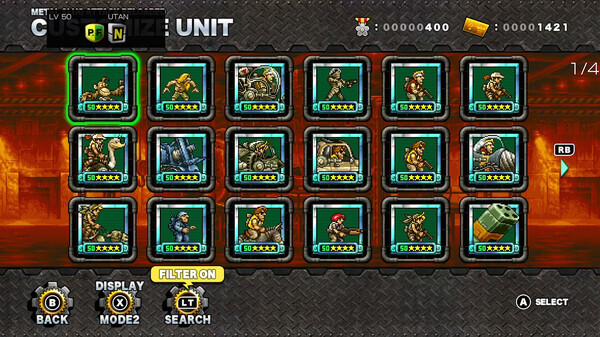 LV 50 UTAN
PF N
UNIT
:00000400 :00001421
1/4
50★★★★ 50★★★★ 50★★★★ 50★★★★ 50★★★★ 50★★★★
RB
50★★★★ 50★★★★ 50★★★★ 50★★★★ 50★★★★ 50★★★★
50★★★★ 50★★★★ 50★★★★ 50★★★★ 50★★★★ 50★★★★
FILTER ON
B X LT
BACK
DISPLAY
MODE2
SEARCH
A SELECT